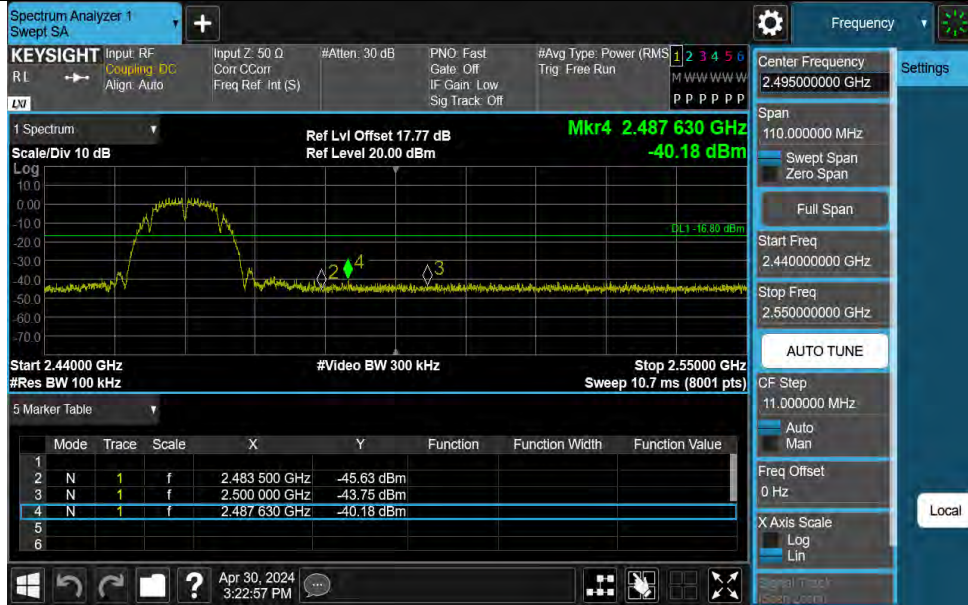 Spectrum Analyzer 1
Swept SA
Frequency
KEYSIGHT Input: RF
RL
Coupling: DC
Align: Auto
LXI
Input Z: 50 Ω
Corr CCorr
Freq Ref: Int (S)
#Atten: 30 dB
PNO: Fast
Gate: Off
IF Gain: Low
Sig Track: Off
#Avg Type: Power (RMS
Trig: Free Run
1 2 3 4 5 6
M W W W W W
P P P P P P
1 Spectrum
Scale/Div 10 dB
Ref Lvl Offset 17.77 dB
Ref Level 20.00 dBm
Mkr4 2.487 630 GHz
-40.18 dBm
Log
10.0
0.00
-10.0
-20.0
-30.0
-40.0
-50.0
-60.0
-70.0
DL1 -16.80 dBm
2
4
3
Start 2.44000 GHz
#Res BW 100 kHz
#Video BW 300 kHz
Stop 2.55000 GHz
Sweep 10.7 ms (8001 pts)
5 Marker Table
Mode Trace Scale X Y Function Function Width Function Value
1
2 N 1 f 2.483 500 GHz -45.63 dBm
3 N 1 f 2.500 000 GHz -43.75 dBm
4 N 1 f 2.487 630 GHz -40.18 dBm
5
6
Apr 30, 2024
3:22:57 PM
Center Frequency
2.495000000 GHz
Span
110.000000 MHz
Swept Span
Zero Span
Full Span
Start Freq
2.440000000 GHz
Stop Freq
2.550000000 GHz
AUTO TUNE
CF Step
11.000000 MHz
Auto
Man
Freq Offset
0 Hz
X Axis Scale
Log
Lin
Signal Track
(Span Zoom)
Settings
Local